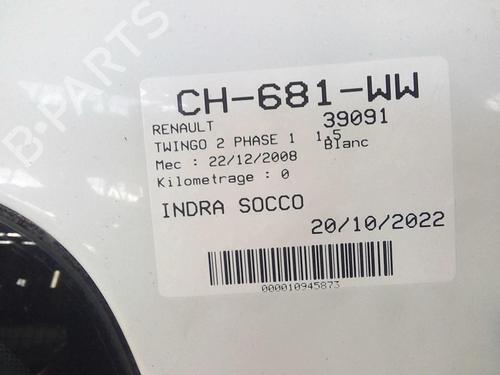 B-PARTS
CH-681-WW
RENAULT 39091
TWINGO 2 PHASE 1 1.5
Blanc
Mec : 22/12/2008
Kilometrage : 0
INDRA SOCCO
20/10/2022
000010945873